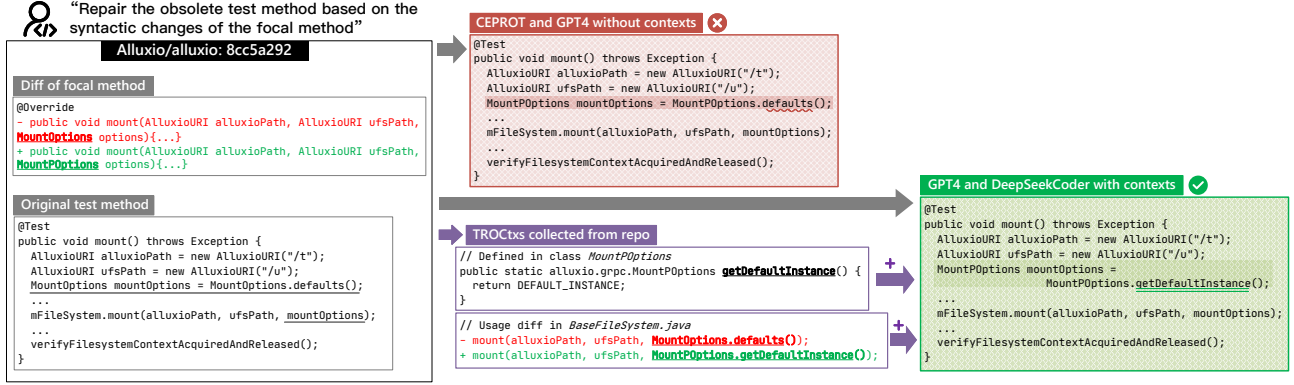 “Repair the obsolete test method based on the
syntactic changes of the focal method”
Alluxio/alluxio: 8cc5a292
Diff of focal method
@Override
- public void mount(AlluxioURI alluxioPath, AlluxioURI ufsPath,
MountOptions options){...}
+ public void mount(AlluxioURI alluxioPath, AlluxioURI ufsPath,
MountPOptions options){...}
Original test method
@Test
public void mount() throws Exception {
AlluxioURI alluxioPath = new AlluxioURI("/t");
AlluxioURI ufsPath = new AlluxioURI("/u");
MountOptions mountOptions = MountOptions.defaults();
...
mFileSystem.mount(alluxioPath, ufsPath, mountOptions);
...
verifyFilesystemContextAcquiredAndReleased();
}
CEPROT and GPT4 without contexts
@Test
public void mount() throws Exception {
AlluxioURI alluxioPath = new AlluxioURI("/t");
AlluxioURI ufsPath = new AlluxioURI("/u");
MountPOptions mountOptions = MountPOptions.defaults();
...
mFileSystem.mount(alluxioPath, ufsPath, mountOptions);
...
verifyFilesystemContextAcquiredAndReleased();
}
TROCtxs collected from repo
// Defined in class MountPOptions
public static alluxio.grpc.MountPOptions getDefaultInstance() {
return DEFAULT_INSTANCE;
}
+
// Usage diff in BaseFileSystem.java
- mount(alluxioPath, ufsPath, MountOptions.defaults());
+ mount(alluxioPath, ufsPath, MountPOptions.getDefaultInstance());
+
GPT4 and DeepSeekCoder with contexts
@Test
public void mount() throws Exception {
AlluxioURI alluxioPath = new AlluxioURI("/t");
AlluxioURI ufsPath = new AlluxioURI("/u");
MountPOptions mountOptions =
MountPOptions.getDefaultInstance();
...
mFileSystem.mount(alluxioPath, ufsPath, mountOptions);
...
verifyFilesystemContextAcquiredAndReleased();
}